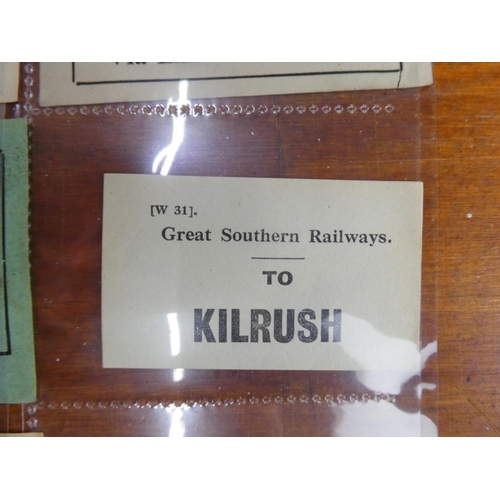 [W 31].
Great Southern Railways.
TO
KILRUSH